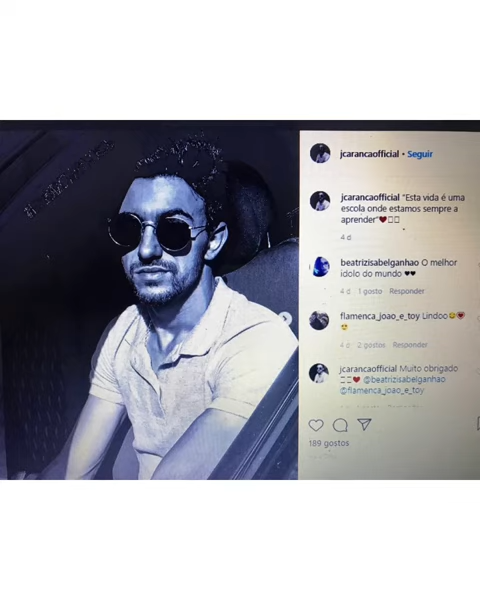 jcarancaofficial • Seguir
jcarancaofficial "Esta vida é uma
escola onde estamos sempre a
aprender"❤
4 d
beatrizisabelganhao O melhor
idolo do mundo ♥♥
4 d 1 gosto Responder
flamenca_joao_e_toy Lindoo
4 d 2 gostos Responder
jcarancaofficial Muito obrigado
❤ @beatrizisabelganhao
@flamenca_joao_e_toy
189 gostos